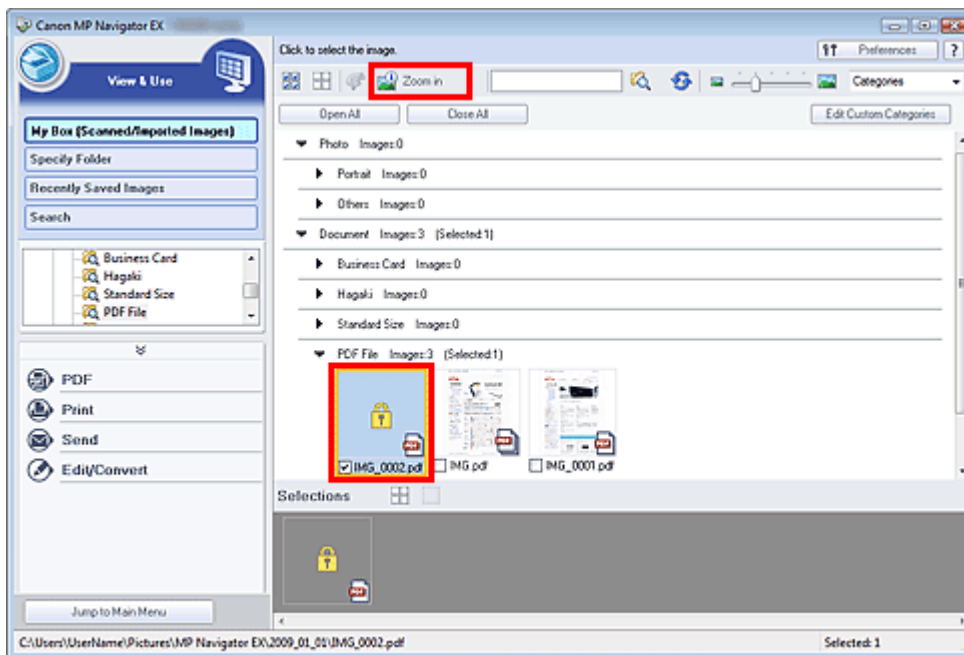 Canon MP Navigator EX
View & Use
My Box (Scanned/Imported Images)
Specify Folder
Recently Saved Images
Search
Business Card
Hagaki
Standard Size
PDF File
PDF
Print
Send
Edit/Convert
Jump to Main Menu
Click to select the image.
Preferences
?
Zoom in
Categories
Open All
Close All
Edit Custom Categories
Photo Images:0
Portrait Images:0
Others Images:0
Document Images:3 (Selected:1)
Business Card Images:0
Hagaki Images:0
Standard Size Images:0
PDF File Images:3 (Selected:1)
PDF
PDF
PDF
IMG_0002.pdf
IMG.pdf
IMG_0001.pdf
Selections
PDF
C:\Users\UserName\Pictures\MP Navigator EX\2009_01_01\IMG_0002.pdf
Selected: 1